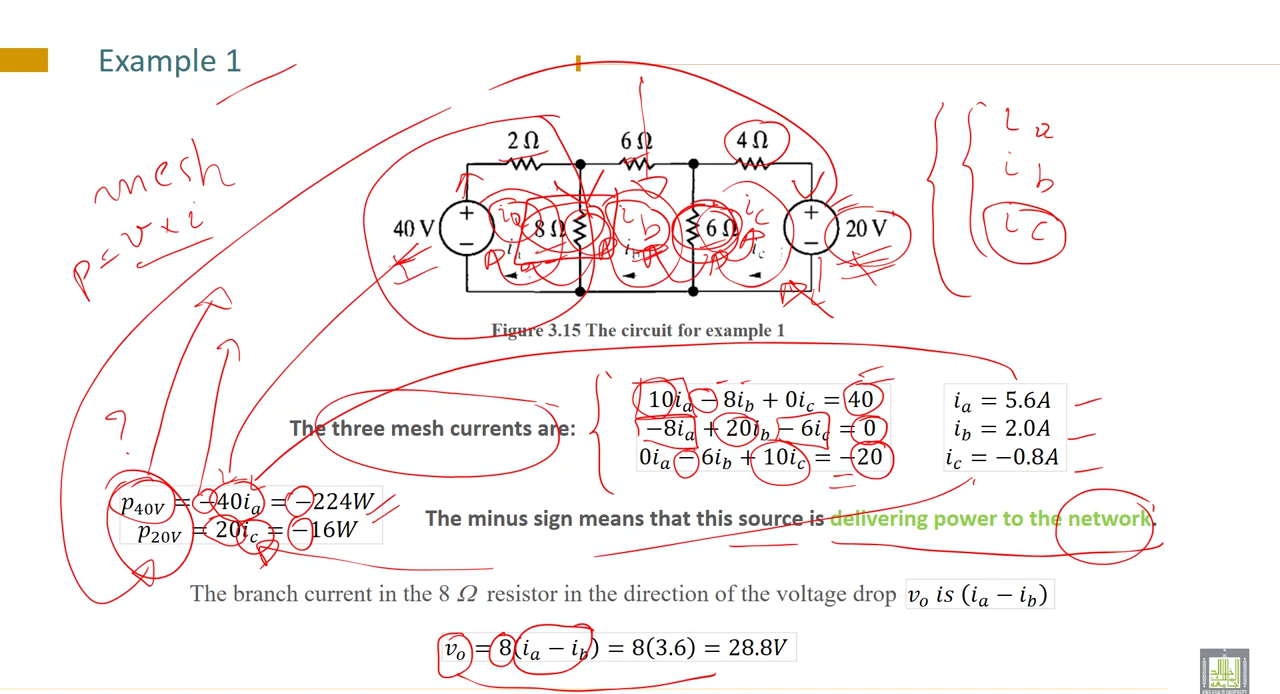 Example 1
mesh
p = v × i
2 Ω
6 Ω
4 Ω
40 V
+
−
i_a
8 Ω
i_b
6 Ω
i_c
+
−
20 V
i_a
i_b
i_c
Figure 3.15 The circuit for example 1
The three mesh currents are:
10i_a − 8i_b + 0i_c = 40
−8i_a + 20i_b − 6i_c = 0
0i_a − 6i_b + 10i_c = −20
i_a = 5.6A
i_b = 2.0A
i_c = −0.8A
?
p_40V = −40i_a = −224W
p_20V = 20i_c = −16W
The minus sign means that this source is delivering power to the network.
The branch current in the 8 Ω resistor in the direction of the voltage drop v_o is (i_a − i_b)
v_o = 8(i_a − i_b) = 8(3.6) = 28.8V